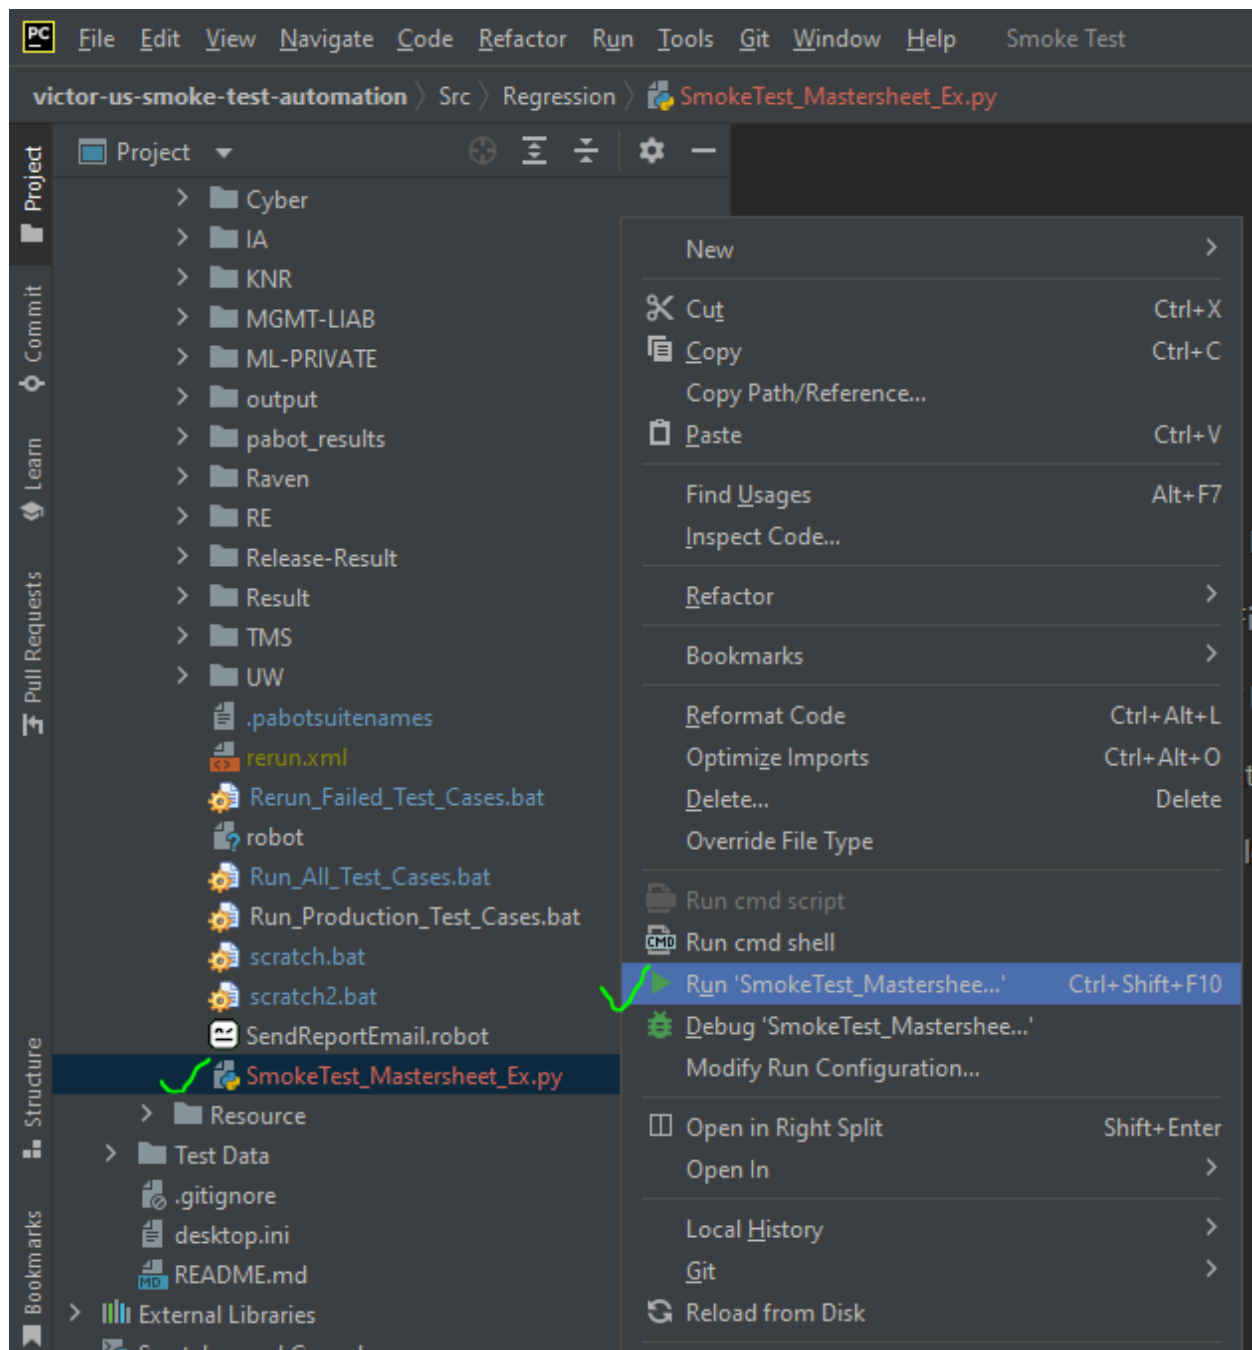 PC File Edit View Navigate Code Refactor Run Tools Git Window Help Smoke Test
victor-us-smoke-test-automation Src Regression SmokeTest_Mastersheet_Ex.py
Project
Commit
Learn
Pull Requests
Structure
Bookmarks
Project
Cyber
IA
KNR
MGMT-LIAB
ML-PRIVATE
output
pabot_results
Raven
RE
Release-Result
Result
TMS
UW
.pabotsuitenames
rerun.xml
Rerun_Failed_Test_Cases.bat
robot
Run_All_Test_Cases.bat
Run_Production_Test_Cases.bat
scratch.bat
scratch2.bat
SendReportEmail.robot
SmokeTest_Mastersheet_Ex.py
Resource
Test Data
.gitignore
desktop.ini
MD README.md
External Libraries
New
Cut Ctrl+X
Copy Ctrl+C
Copy Path/Reference...
Paste Ctrl+V
Find Usages Alt+F7
Inspect Code...
Refactor
Bookmarks
Reformat Code Ctrl+Alt+L
Optimize Imports Ctrl+Alt+O
Delete... Delete
Override File Type
Run cmd script
CMD Run cmd shell
Run 'SmokeTest_Mastershee...' Ctrl+Shift+F10
Debug 'SmokeTest_Mastershee...'
Modify Run Configuration...
Open in Right Split Shift+Enter
Open In
Local History
Git
Reload from Disk